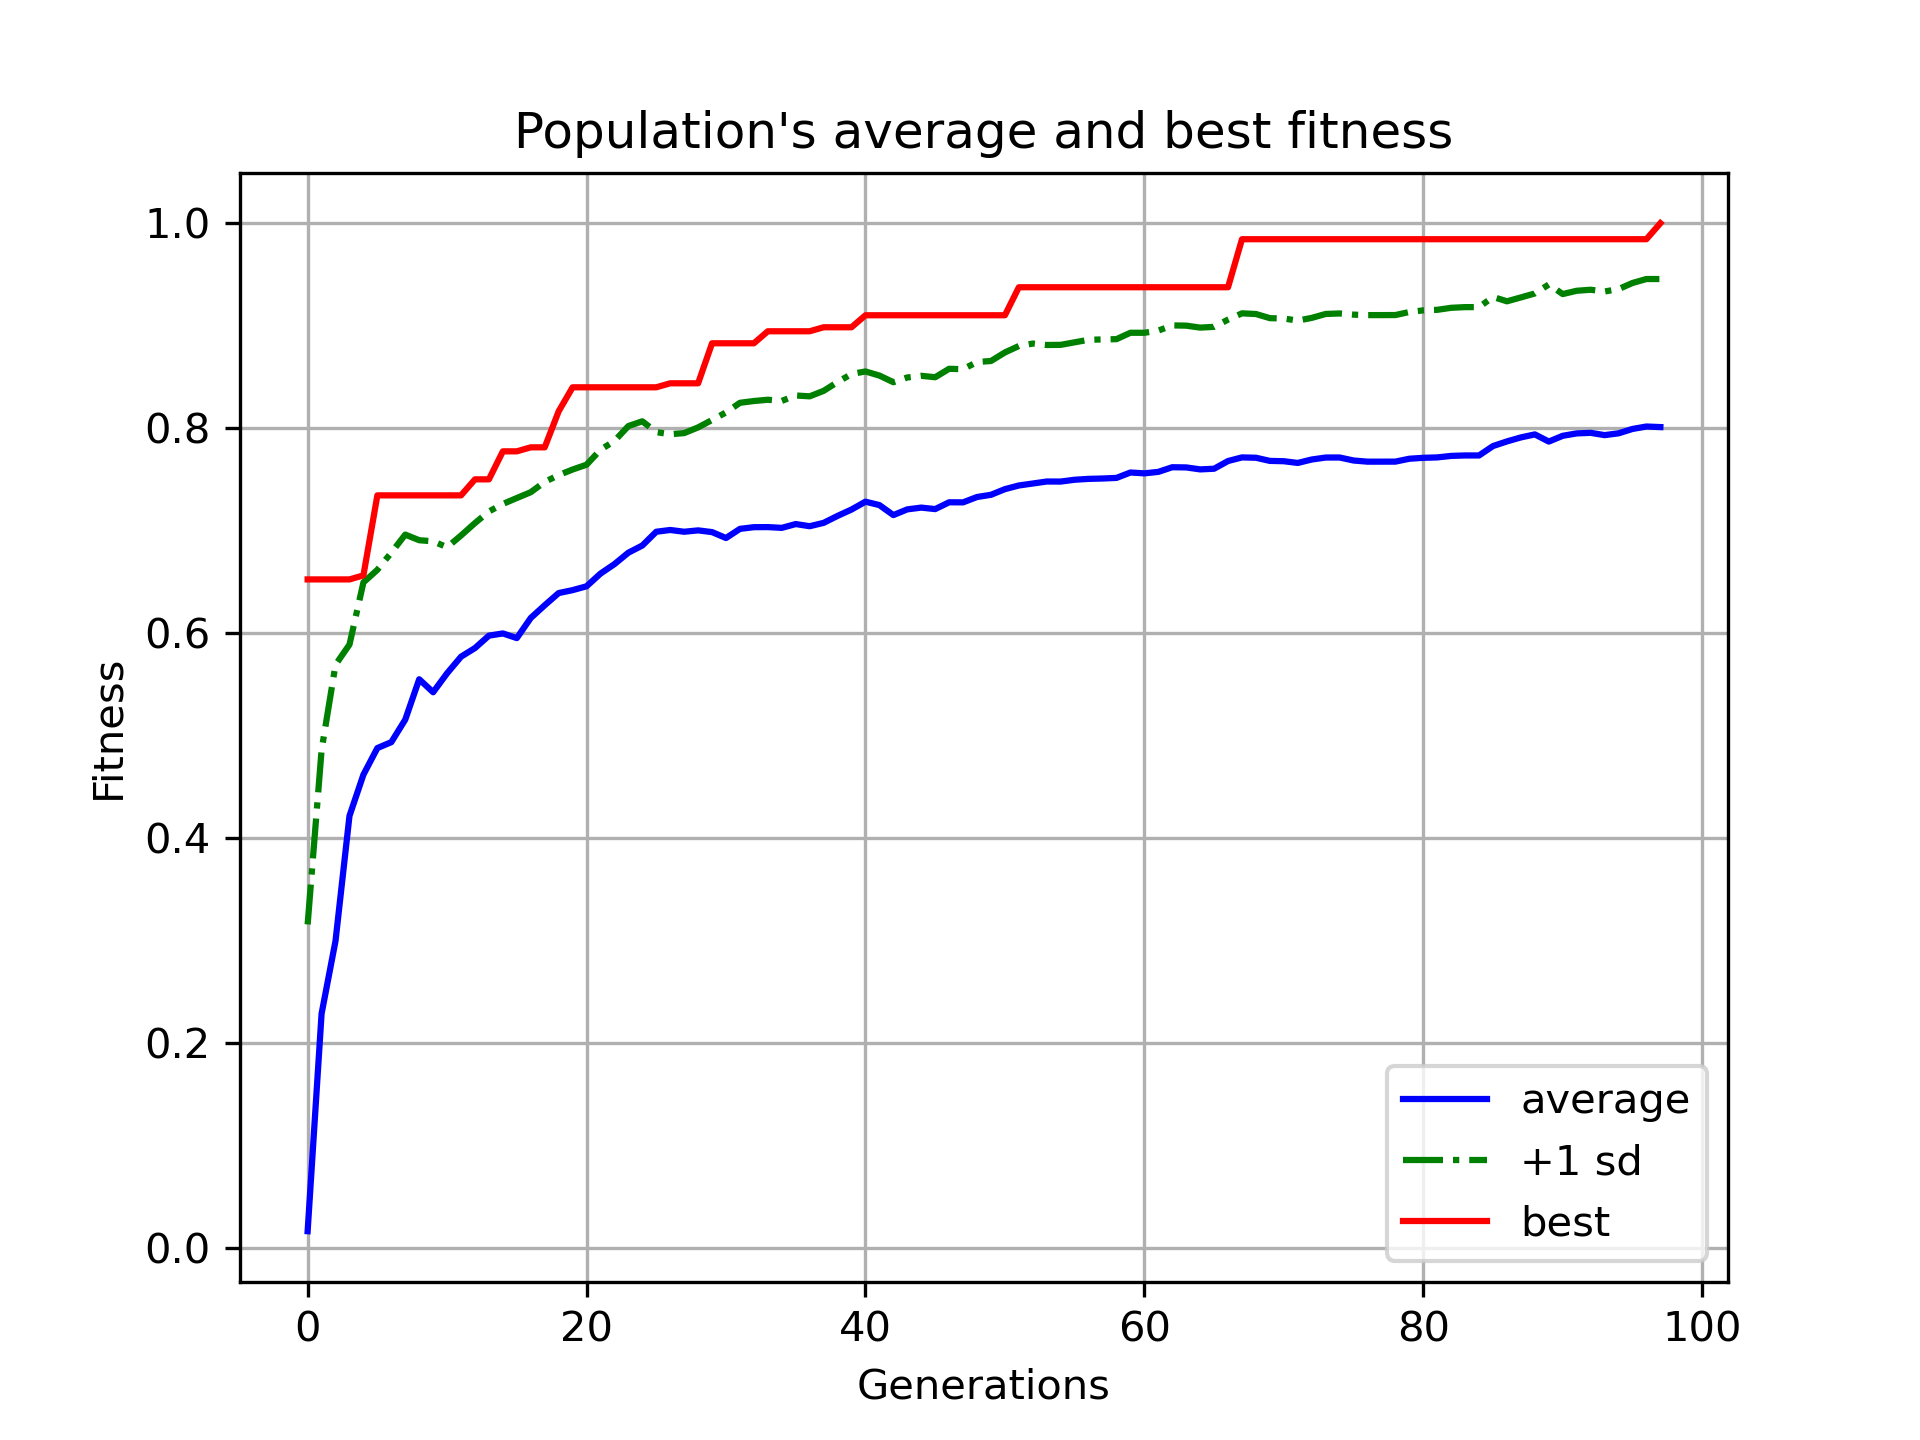 Population's average and best fitness
1.0
0.8
0.6
0.4
0.2
0.0
Fitness
0 20 40 60 80 100
Generations
average
+1 sd
best